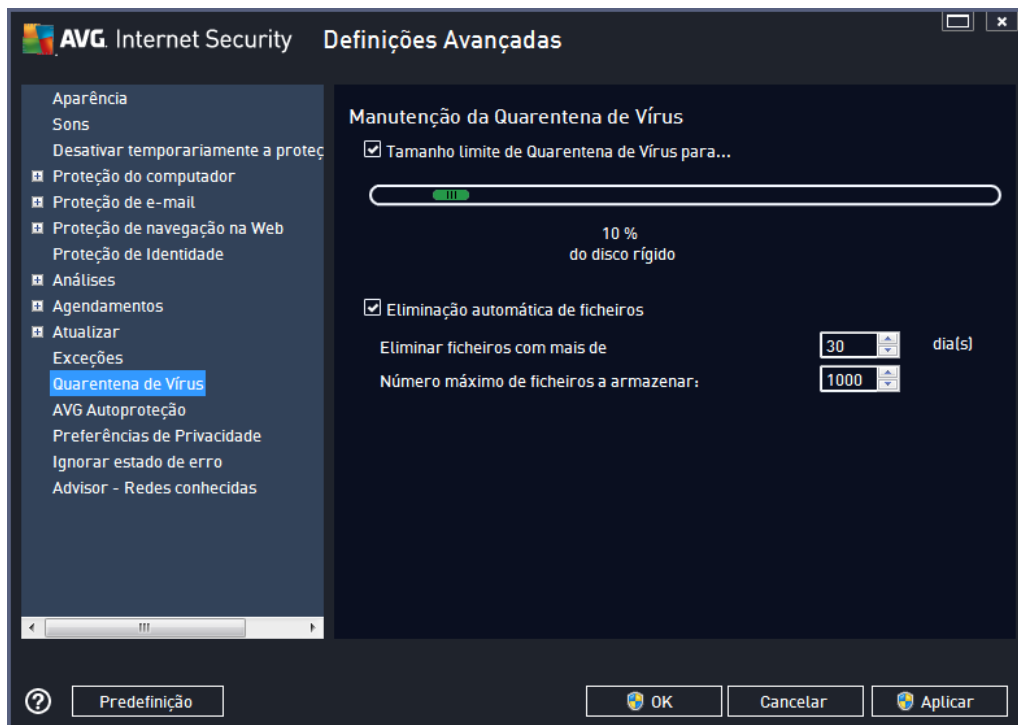 AVG. Internet Security Definições Avançadas
Aparência
Sons
Desativar temporariamente a proteç
Proteção do computador
Proteção de e-mail
Proteção de navegação na Web
Proteção de Identidade
Análises
Agendamentos
Atualizar
Exceções
Quarentena de Vírus
AVG Autoproteção
Preferências de Privacidade
Ignorar estado de erro
Advisor - Redes conhecidas
Manutenção da Quarentena de Vírus
Tamanho limite de Quarentena de Vírus para...
10 %
do disco rígido
Eliminação automática de ficheiros
Eliminar ficheiros com mais de 30 dia(s)
Número máximo de ficheiros a armazenar: 1000
? Predefinição OK Cancelar Aplicar